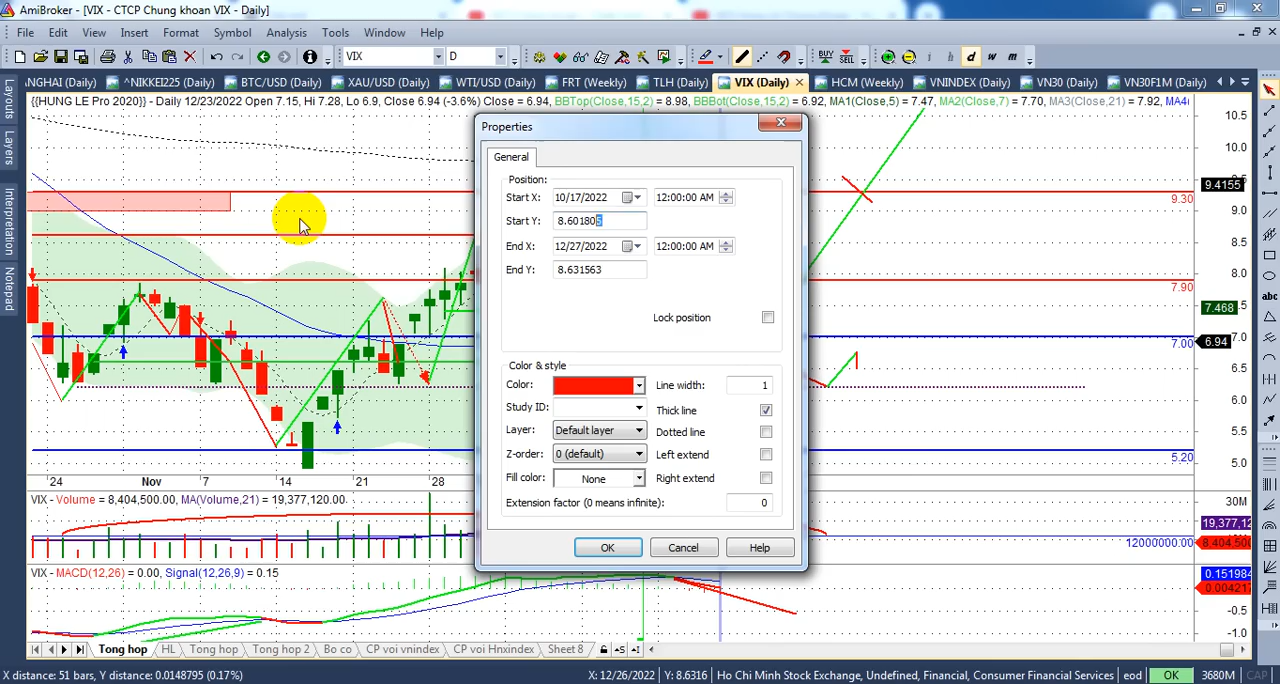 AmiBroker - [VIX - CTCP Chung khoan VIX - Daily]
File Edit View Insert Format Symbol Analysis Tools Window Help
VIX D BUY SELL i h d w m
NGHAI (Daily) ^NIKKEI225 (Daily) BTC/USD (Daily) XAU/USD (Daily) WTI/USD (Daily) FRT (Weekly) TLH (Daily) VIX (Daily) HCM (Weekly) VNINDEX (Daily) VN30 (Daily) VN30F1M (Daily)
{{HUNG LE Pro 2020}} - Daily 12/23/2022 Open 7.15, Hi 7.28, Lo 6.9, Close 6.94 (-3.6%) Close = 6.94, BBTop(Close,15,2) = 8.98, BBBot(Close,15,2) = 6.92, MA1(Close,5) = 7.47, MA2(Close,7) = 7.70, MA3(Close,21) = 7.92, MA4(
Layouts
Layers
Interpretation
Notepad
Properties
General
Position:
Start X: 10/17/2022 12:00:00 AM
Start Y: 8.601805
End X: 12/27/2022 12:00:00 AM
End Y: 8.631563
Lock position
Color & style
Color: Line width: 1
Study ID: Thick line
Layer: Default layer Dotted line
Z-order: 0 (default) Left extend
Fill color: None Right extend
Extension factor (0 means infinite): 0
OK Cancel Help
10.5
10.0
9.4155
9.30
9.0
8.5
8.0
7.90
7.468
7.0
6.94
7.00
6.5
6.0
5.5
5.20
5.0
abc
24 Nov 7 14 21 28
VIX - Volume = 8,404,500.00, MA(Volume,21) = 19,377,120.00
30M
19,377,12
12000000.00 8,404,500
VIX - MACD(12,26) = 0.00, Signal(12,26,9) = 0.15
0.151984
0.004217
-0.5
-1.0
Tong hop HL Tong hop Tong hop 2 Bo co CP voi vnindex CP voi Hnxindex Sheet 8
X distance: 51 bars, Y distance: 0.0148795 (0.17%) X: 12/26/2022 Y: 8.6316 Ho Chi Minh Stock Exchange, Undefined, Financial, Consumer Financial Services eod OK 3680M CAP